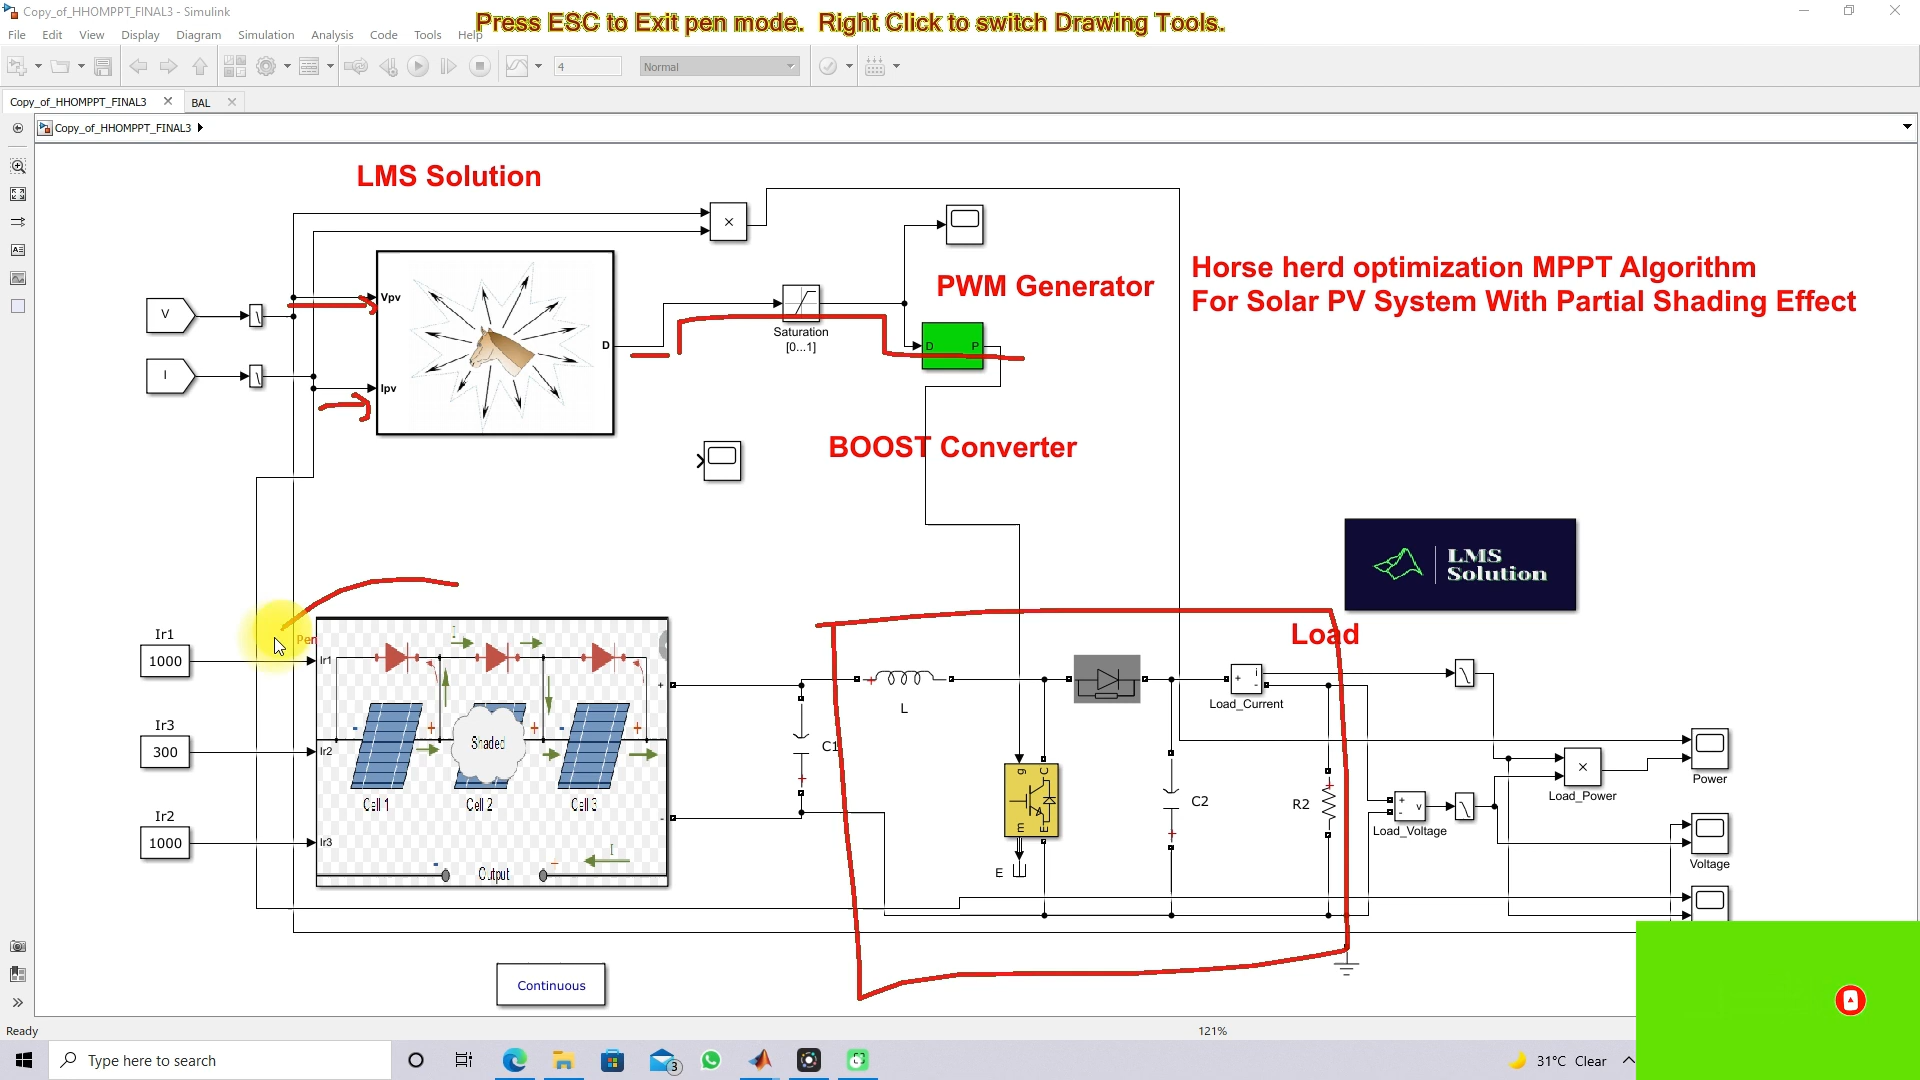 Copy_of_HHOMPPT_FINAL3 - Simulink
Press ESC to Exit pen mode.  Right Click to switch Drawing Tools.
File Edit View Display Diagram Simulation Analysis Code Tools Help
4 Normal
Copy_of_HHOMPPT_FINAL3 BAL
Copy_of_HHOMPPT_FINAL3
LMS Solution
Horse herd optimization MPPT Algorithm
For Solar PV System With Partial Shading Effect
PWM Generator
V
Vpv
D
Saturation
[0...1]
D P
I
Ipv
BOOST Converter
LMS
Solution
Load
Ir1
1000
Pen
Ir1
+
L
+
Load_Current
+ - i
Ir3
300
Ir2
Shaded
Cell 1 Cell 2 Cell 3
C1
g C
m E
E
C2
R2
Load_Voltage
+ - v
Load_Power
Power
Voltage
Ir2
1000
Ir3
-
I
Output
Continuous
Ready
121%
Type here to search
3
31°C Clear